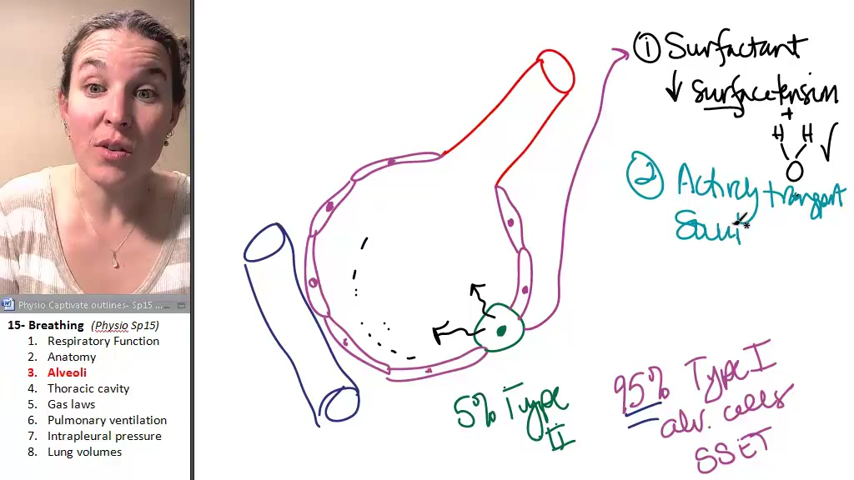 ① Surfactant
↓ surface tension
+
H H ✓
O
② Actively transport
5% Type
II
95% Type I
alv. cells
SSET
Physio Captivate outlines- Sp15 ...
15- Breathing (Physio Sp15)
1. Respiratory Function
2. Anatomy
3. Alveoli
4. Thoracic cavity
5. Gas laws
6. Pulmonary ventilation
7. Intrapleural pressure
8. Lung volumes